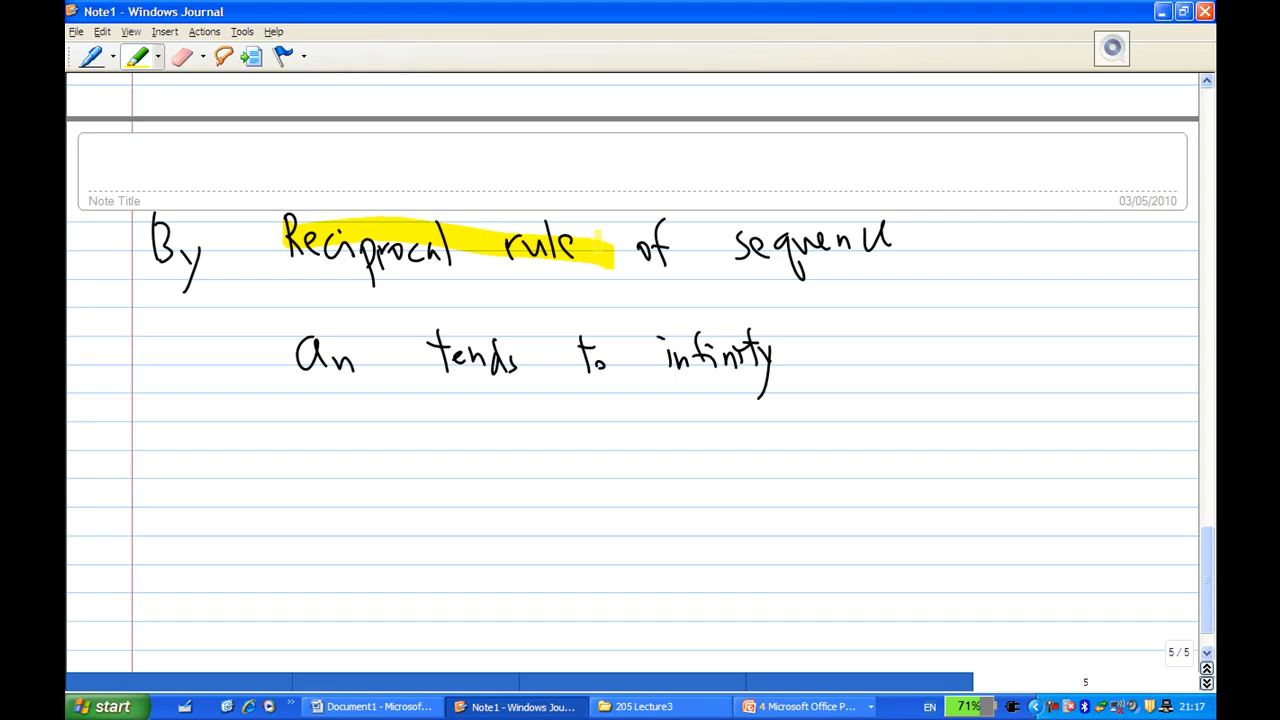 Note1 - Windows Journal
File Edit View Insert Actions Tools Help
Note Title
03/05/2010
By Reciprocal rule of sequence
an tends to infinity
5 / 5
5
start
Document1 - Microsof...
Note1 - Windows Jou...
205 Lecture3
4 Microsoft Office P...
EN
71%
21:17